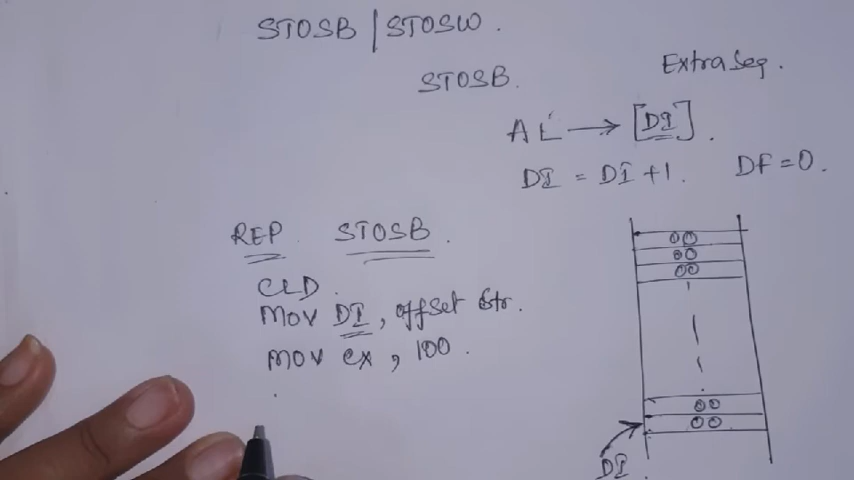 STOSB | STOSW.
STOSB.
Extra Seg.
AL → [DI].
DI = DI + 1. DF = 0.
REP STOSB.
CLD.
MOV DI, offset Str.
MOV CX, 100.
00
00
00
00
00
DI.